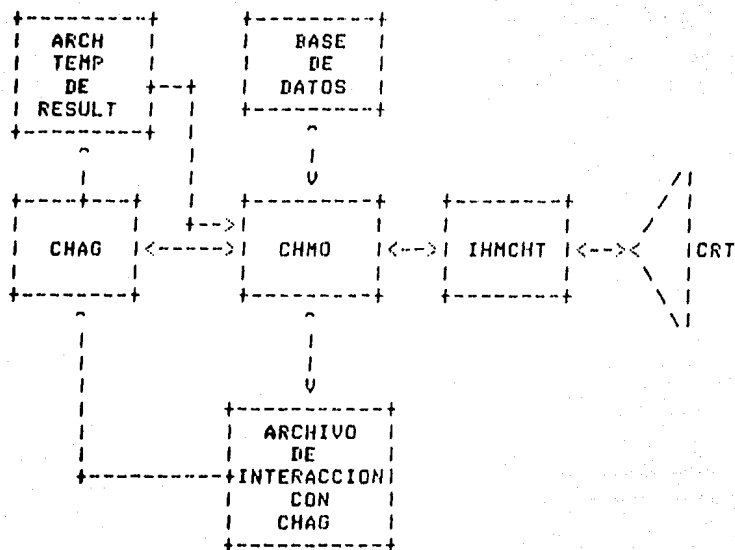 ARCH
TEMP
DE
RESULT
BASE
DE
DATOS
CHAG
CHMO
IHMCHT
CRT
ARCHIVO
DE
INTERACCION
CON
CHAG